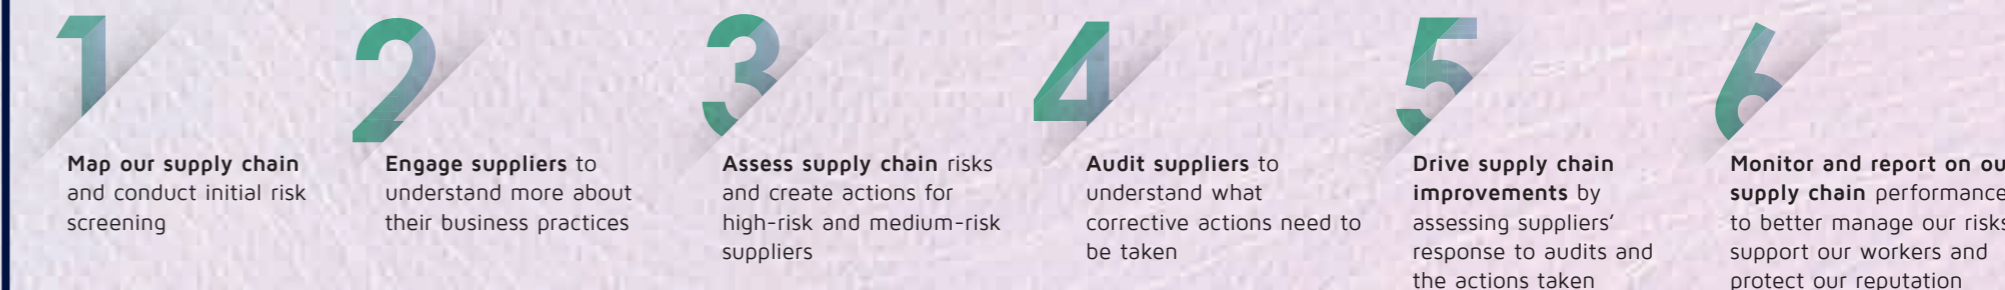 1
Map our supply chain
and conduct initial risk
screening
2
Engage suppliers to
understand more about
their business practices
3
Assess supply chain risks
and create actions for
high-risk and medium-risk
suppliers
4
Audit suppliers to
understand what
corrective actions need to
be taken
5
Drive supply chain
improvements by
assessing suppliers’
response to audits and
the actions taken
6
Monitor and report on ou
supply chain performance
to better manage our risks
support our workers and
protect our reputation